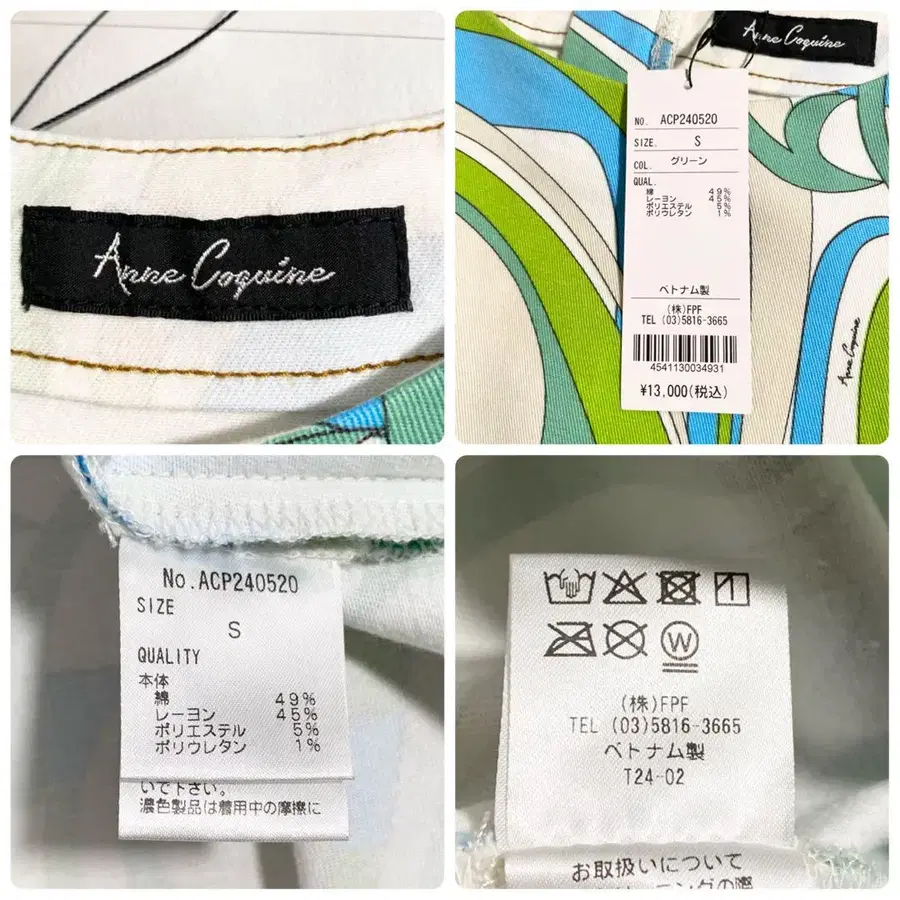 Anne Coquine
Anne Coquine
NO. ACP240520
SIZE. S
COL. グリーン
QUAL.
綿 49%
レーヨン 45%
ポリエステル 5%
ポリウレタン 1%
ベトナム製
(株)FPF
TEL (03)5816-3665
4541130034931
¥13,000(税込)
Anne Coquine
No.ACP240520
SIZE
S
QUALITY
本体
綿 49%
レーヨン 45%
ポリエステル 5%
ポリウレタン 1%
いで下さい。
濃色製品は着用中の摩擦に
W
(株)FPF
TEL (03)5816-3665
ベトナム製
T24-02
お取扱いについて